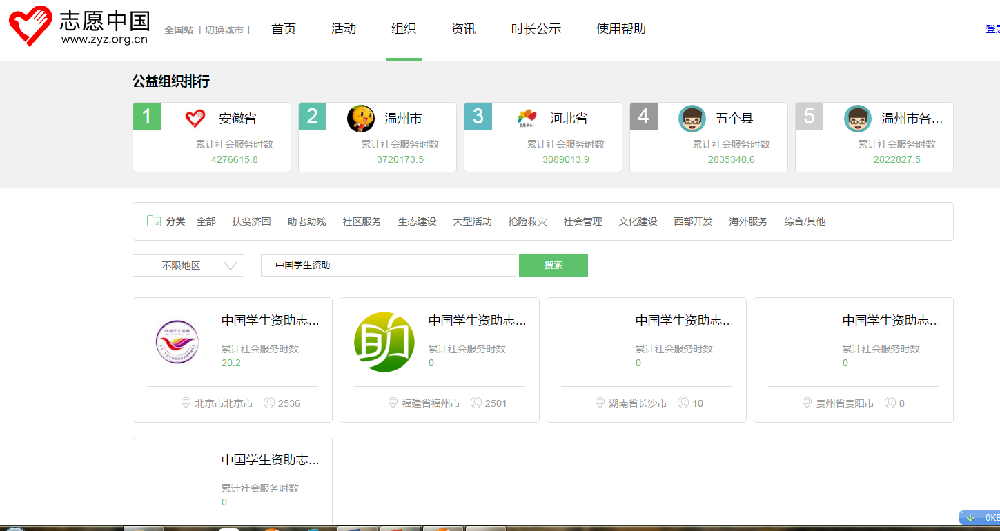 志愿中国
www.zyz.org.cn
全国站 [ 切换城市 ] 首页 活动 组织 资讯 时长公示 使用帮助 登录
公益组织排行
1 安徽省
累计社会服务时数
4276615.8
2 温州市
累计社会服务时数
3720173.5
3 河北省
累计社会服务时数
3089013.9
4 五个县
累计社会服务时数
2835340.6
5 温州市各...
累计社会服务时数
2822827.5
分类 全部 扶贫济困 助老助残 社区服务 生态建设 大型活动 抢险救灾 社会管理 文化建设 西部开发 海外服务 综合/其他
不限地区 中国学生资助 搜索
中国学生资助
中国学生资助志...
累计社会服务时数
20.2
北京市北京市 2536
助
中国学生资助志...
累计社会服务时数
0
福建省福州市 2501
中国学生资助志...
累计社会服务时数
0
湖南省长沙市 10
中国学生资助志...
累计社会服务时数
0
贵州省贵阳市 0
中国学生资助志...
累计社会服务时数
0
0KB